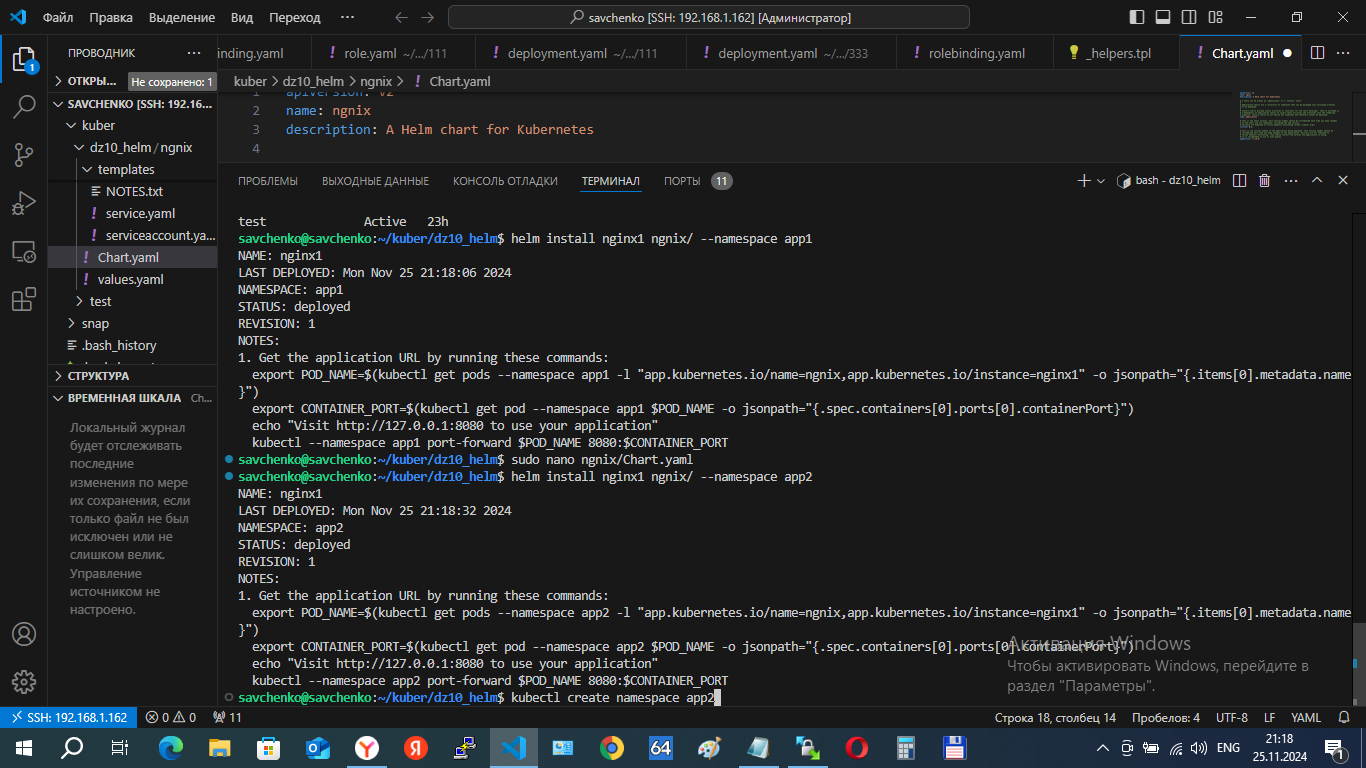 Файл Правка Выделение Вид Переход ··· savchenko [SSH: 192.168.1.162] [Администратор]
ПРОВОДНИК ···
inding.yaml ! role.yaml ~/.../111 ! deployment.yaml ~/.../111 ! deployment.yaml ~/.../333 ! rolebinding.yaml _helpers.tpl ! Chart.yaml ● ···
ОТКРЫ... Не сохранено: 1
kuber > dz10_helm > ngnix > ! Chart.yaml
SAVCHENKO [SSH: 192.16...
kuber
dz10_helm / ngnix
templates
NOTES.txt
! service.yaml
! serviceaccount.ya...
! Chart.yaml
! values.yaml
test
snap
.bash_history
СТРУКТУРА
ВРЕМЕННАЯ ШКАЛА Ch...
Локальный журнал
будет отслеживать
последние
изменения по мере
их сохранения, если
только файл не был
исключен или не
слишком велик.
Управление
источником не
настроено.
1 apiVersion: v2
2 name: ngnix
3 description: A Helm chart for Kubernetes
4
ПРОБЛЕМЫ ВЫХОДНЫЕ ДАННЫЕ КОНСОЛЬ ОТЛАДКИ ТЕРМИНАЛ ПОРТЫ 11 bash - dz10_helm ···
test Active 23h
savchenko@savchenko:~/kuber/dz10_helm$ helm install nginx1 ngnix/ --namespace app1
NAME: nginx1
LAST DEPLOYED: Mon Nov 25 21:18:06 2024
NAMESPACE: app1
STATUS: deployed
REVISION: 1
NOTES:
1. Get the application URL by running these commands:
export POD_NAME=$(kubectl get pods --namespace app1 -l "app.kubernetes.io/name=ngnix,app.kubernetes.io/instance=nginx1" -o jsonpath="{.items[0].metadata.name
}")
export CONTAINER_PORT=$(kubectl get pod --namespace app1 $POD_NAME -o jsonpath="{.spec.containers[0].ports[0].containerPort}")
echo "Visit http://127.0.0.1:8080 to use your application"
kubectl --namespace app1 port-forward $POD_NAME 8080:$CONTAINER_PORT
savchenko@savchenko:~/kuber/dz10_helm$ sudo nano ngnix/Chart.yaml
savchenko@savchenko:~/kuber/dz10_helm$ helm install nginx1 ngnix/ --namespace app2
NAME: nginx1
LAST DEPLOYED: Mon Nov 25 21:18:32 2024
NAMESPACE: app2
STATUS: deployed
REVISION: 1
NOTES:
1. Get the application URL by running these commands:
export POD_NAME=$(kubectl get pods --namespace app2 -l "app.kubernetes.io/name=ngnix,app.kubernetes.io/instance=nginx1" -o jsonpath="{.items[0].metadata.name
}")
export CONTAINER_PORT=$(kubectl get pod --namespace app2 $POD_NAME -o jsonpath="{.spec.containers[0].ports[0].containerPort}")
echo "Visit http://127.0.0.1:8080 to use your application"
kubectl --namespace app2 port-forward $POD_NAME 8080:$CONTAINER_PORT
savchenko@savchenko:~/kuber/dz10_helm$ kubectl create namespace app2
Активация Windows
Чтобы активировать Windows, перейдите в
раздел "Параметры".
SSH: 192.168.1.162 0 0 11 Строка 18, столбец 14 Пробелов: 4 UTF-8 LF YAML
64 ENG 21:18
25.11.2024 1